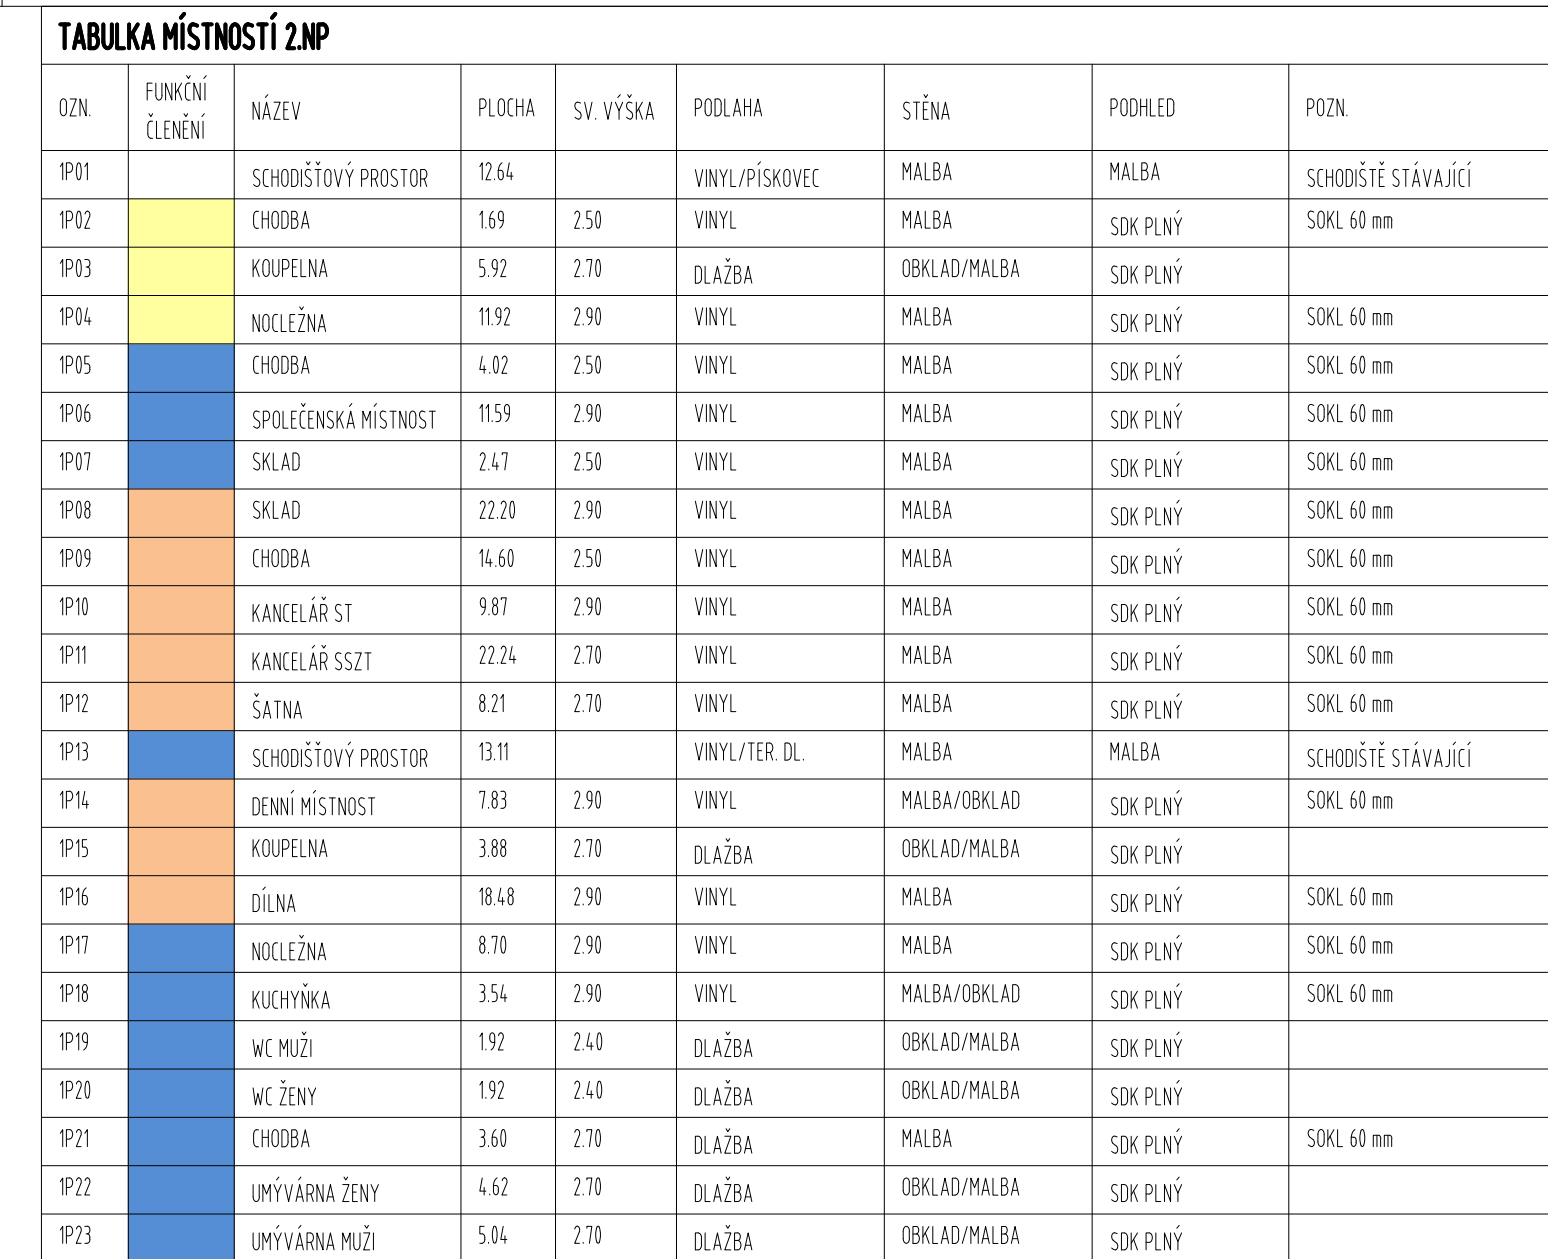 TABULKA MÍSTNOSTÍ 2.NP
OZN. FUNKČNÍ ČLENĚNÍ NÁZEV PLOCHA SV. VÝŠKA PODLAHA STĚNA PODHLED POZN.
1P01 SCHODIŠŤOVÝ PROSTOR 12.64 VINYL/PÍSKOVEC MALBA MALBA SCHODIŠTĚ STÁVAJÍCÍ
1P02 CHODBA 1.69 2.50 VINYL MALBA SDK PLNÝ SOKL 60 mm
1P03 KOUPELNA 5.92 2.70 DLAŽBA OBKLAD/MALBA SDK PLNÝ
1P04 NOCLEŽNA 11.92 2.90 VINYL MALBA SDK PLNÝ SOKL 60 mm
1P05 CHODBA 4.02 2.50 VINYL MALBA SDK PLNÝ SOKL 60 mm
1P06 SPOLEČENSKÁ MÍSTNOST 11.59 2.90 VINYL MALBA SDK PLNÝ SOKL 60 mm
1P07 SKLAD 2.47 2.50 VINYL MALBA SDK PLNÝ SOKL 60 mm
1P08 SKLAD 22.20 2.90 VINYL MALBA SDK PLNÝ SOKL 60 mm
1P09 CHODBA 14.60 2.50 VINYL MALBA SDK PLNÝ SOKL 60 mm
1P10 KANCELÁŘ ST 9.87 2.90 VINYL MALBA SDK PLNÝ SOKL 60 mm
1P11 KANCELÁŘ SSZT 22.24 2.70 VINYL MALBA SDK PLNÝ SOKL 60 mm
1P12 ŠATNA 8.21 2.70 VINYL MALBA SDK PLNÝ SOKL 60 mm
1P13 SCHODIŠŤOVÝ PROSTOR 13.11 VINYL/TER. DL. MALBA MALBA SCHODIŠTĚ STÁVAJÍCÍ
1P14 DENNÍ MÍSTNOST 7.83 2.90 VINYL MALBA/OBKLAD SDK PLNÝ SOKL 60 mm
1P15 KOUPELNA 3.88 2.70 DLAŽBA OBKLAD/MALBA SDK PLNÝ
1P16 DÍLNA 18.48 2.90 VINYL MALBA SDK PLNÝ SOKL 60 mm
1P17 NOCLEŽNA 8.70 2.90 VINYL MALBA SDK PLNÝ SOKL 60 mm
1P18 KUCHYŇKA 3.54 2.90 VINYL MALBA/OBKLAD SDK PLNÝ SOKL 60 mm
1P19 WC MUŽI 1.92 2.40 DLAŽBA OBKLAD/MALBA SDK PLNÝ
1P20 WC ŽENY 1.92 2.40 DLAŽBA OBKLAD/MALBA SDK PLNÝ
1P21 CHODBA 3.60 2.70 DLAŽBA MALBA SDK PLNÝ SOKL 60 mm
1P22 UMÝVÁRNA ŽENY 4.62 2.70 DLAŽBA OBKLAD/MALBA SDK PLNÝ
1P23 UMÝVÁRNA MUŽI 5.04 2.70 DLAŽBA OBKLAD/MALBA SDK PLNÝ